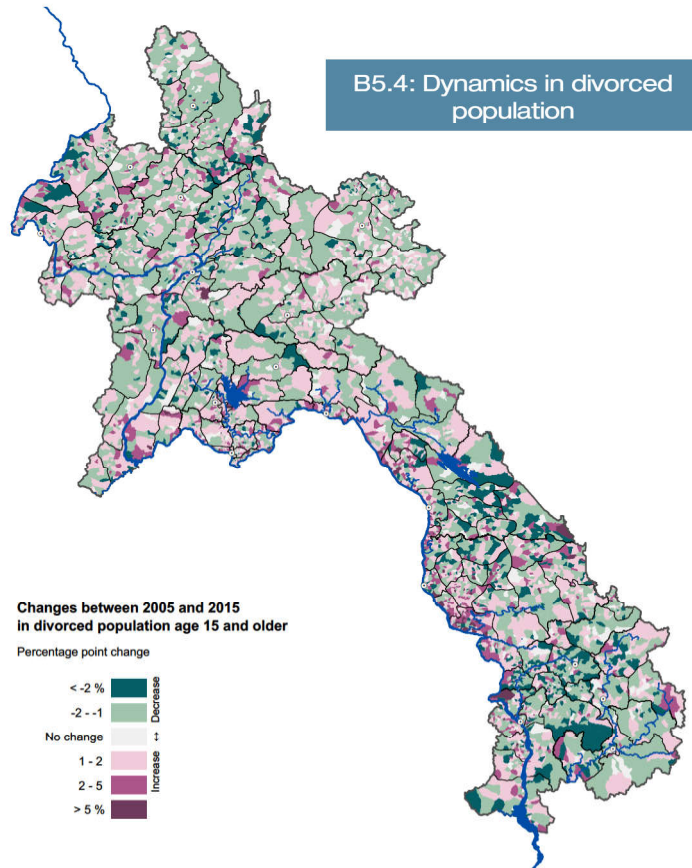 B5.4: Dynamics in divorced
population
Changes between 2005 and 2015
in divorced population age 15 and older
Percentage point change
< -2 %
-2 - -1
No change
1 - 2
2 - 5
> 5 %
Decrease
↔
Increase